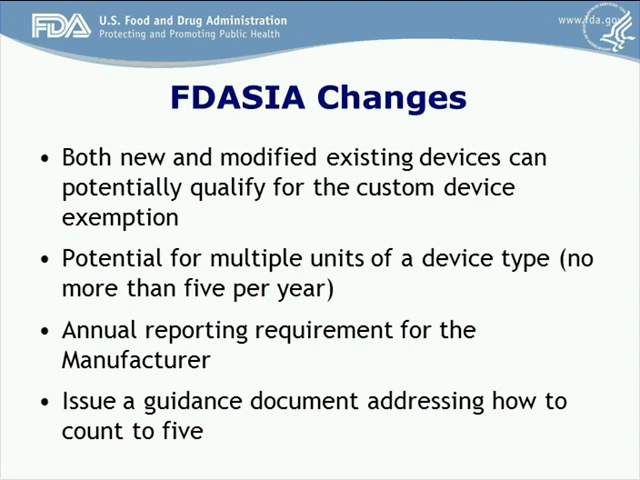 FDA U.S. Food and Drug Administration
Protecting and Promoting Public Health
www.fda.gov
FDASIA Changes
• Both new and modified existing devices can
potentially qualify for the custom device
exemption
• Potential for multiple units of a device type (no
more than five per year)
• Annual reporting requirement for the
Manufacturer
• Issue a guidance document addressing how to
count to five